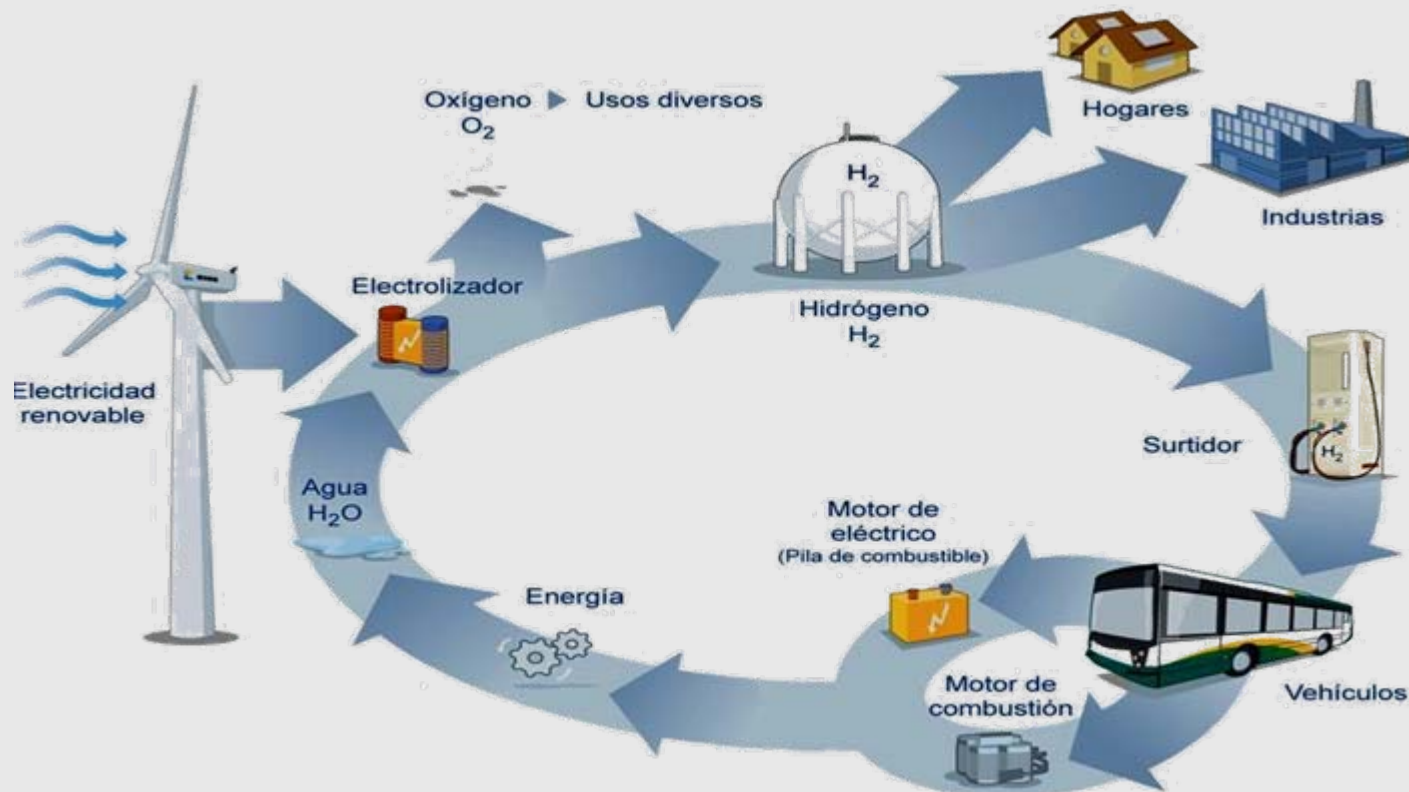 Oxígeno ▶ Usos diversos
O₂
Hogares
H₂
Industrias
Electrolizador
Hidrógeno
H₂
Electricidad
renovable
Surtidor
H₂
Agua
H₂O
Motor de
eléctrico
(Pila de combustible)
Energía
Motor de
combustión
Vehículos